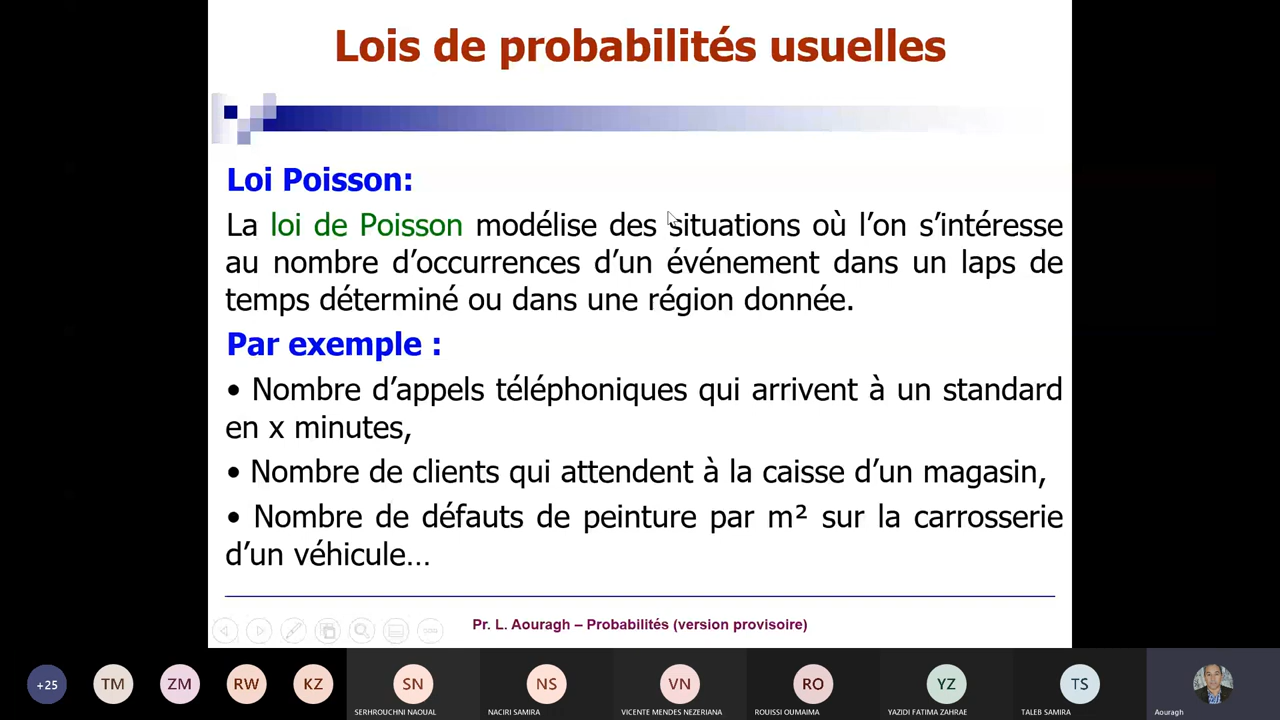 Lois de probabilités usuelles
Loi Poisson:
La loi de Poisson modélise des situations où l’on s’intéresse
au nombre d’occurrences d’un événement dans un laps de
temps déterminé ou dans une région donnée.
Par exemple :
• Nombre d’appels téléphoniques qui arrivent à un standard
en x minutes,
• Nombre de clients qui attendent à la caisse d’un magasin,
• Nombre de défauts de peinture par m² sur la carrosserie
d’un véhicule…
Pr. L. Aouragh – Probabilités (version provisoire)
+25 TM ZM RW KZ SN NS VN RO YZ TS
SERHROUCHNI NAOUAL NACIRI SAMIRA VICENTE MENDES NEZERIANA ROUISSI OUMAIMA YAZIDI FATIMA ZAHRAE TALEB SAMIRA Aouragh